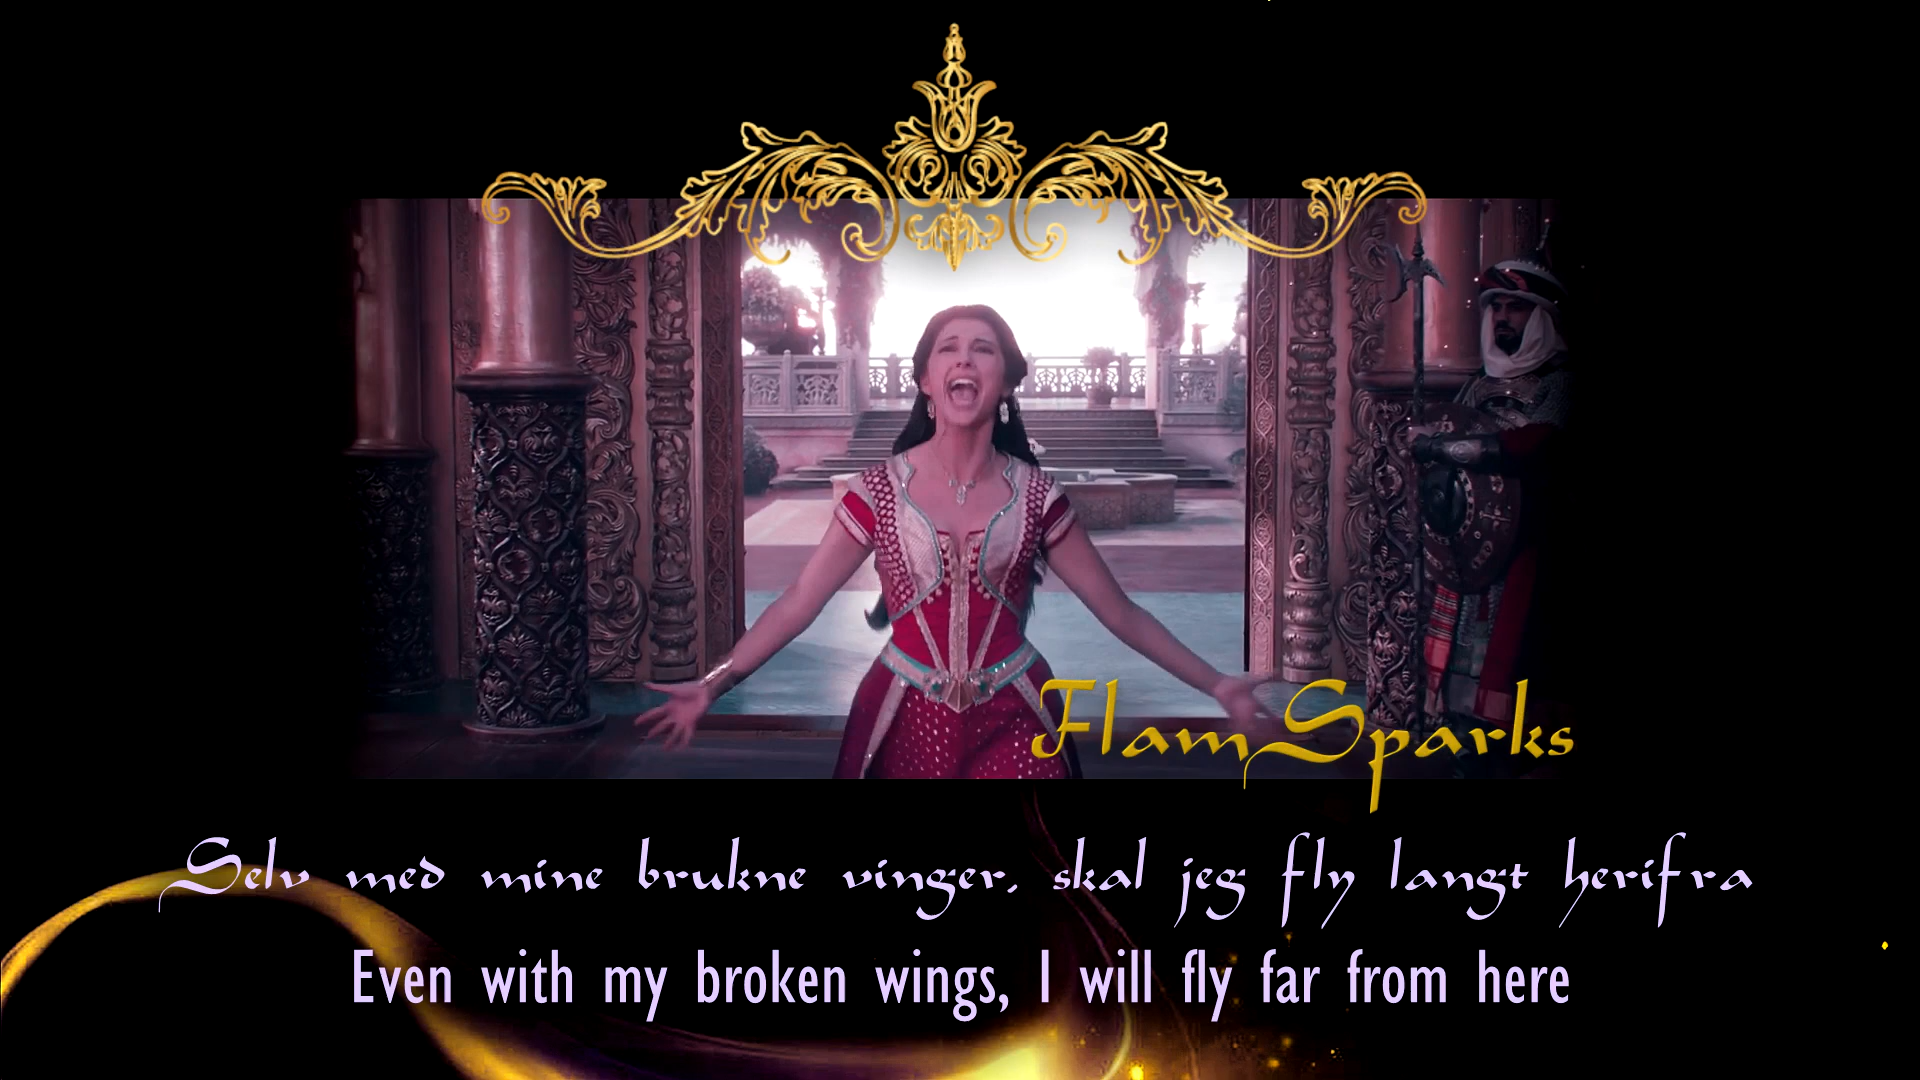 FlamSparks
Selv med mine brukne vinger, skal jeg fly langt herifra
Even with my broken wings, I will fly far from here